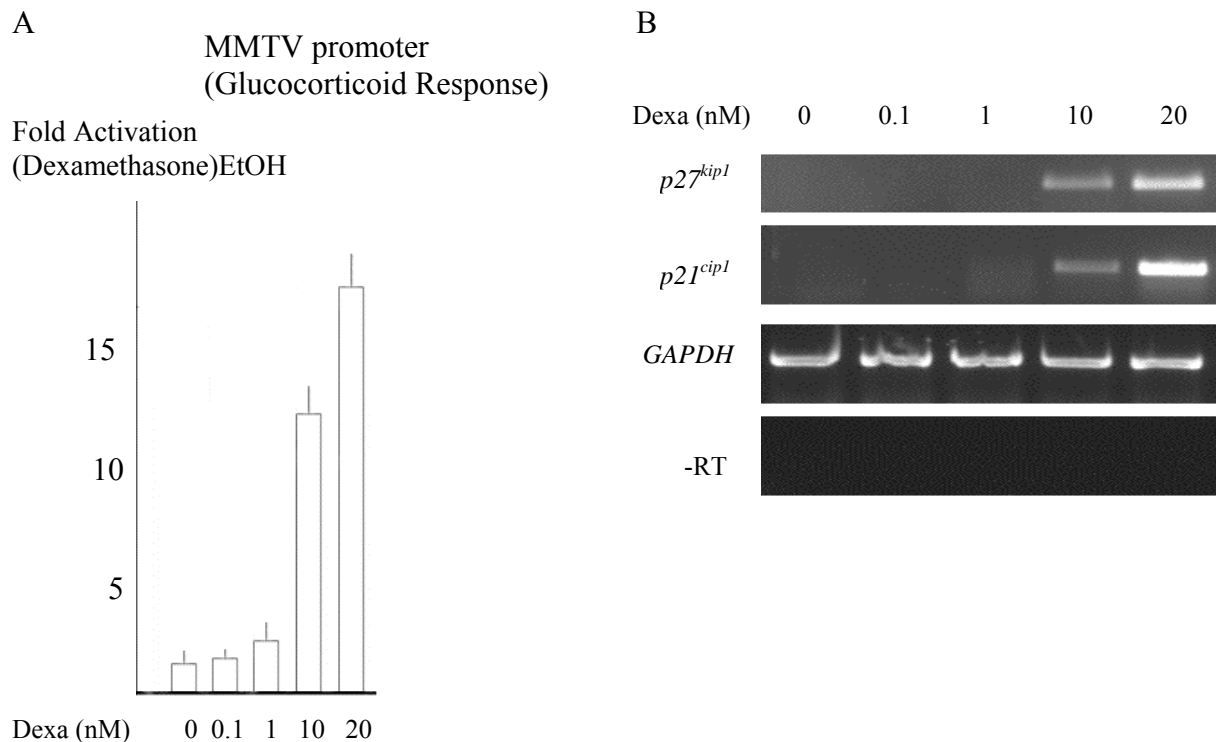 A
MMTV promoter
(Glucocorticoid Response)
Fold Activation
(Dexamethasone)EtOH
15
10
5
Dexa (nM) 0 0.1 1 10 20
B
Dexa (nM) 0 0.1 1 10 20
p27kip1
p21cip1
GAPDH
-RT